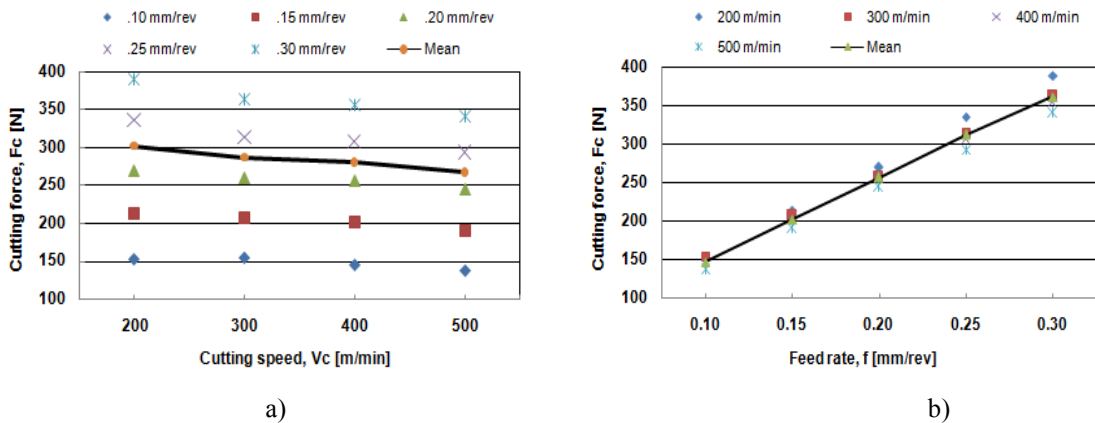 .10 mm/rev .15 mm/rev .20 mm/rev
.25 mm/rev .30 mm/rev Mean
400
350
300
250
200
150
100
Cutting force, Fc [N]
200 300 400 500
Cutting speed, Vc [m/min]
a)
200 m/min 300 m/min 400 m/min
500 m/min Mean
400
350
300
250
200
150
100
Cutting force, Fc [N]
0.10 0.15 0.20 0.25 0.30
Feed rate, f [mm/rev]
b)